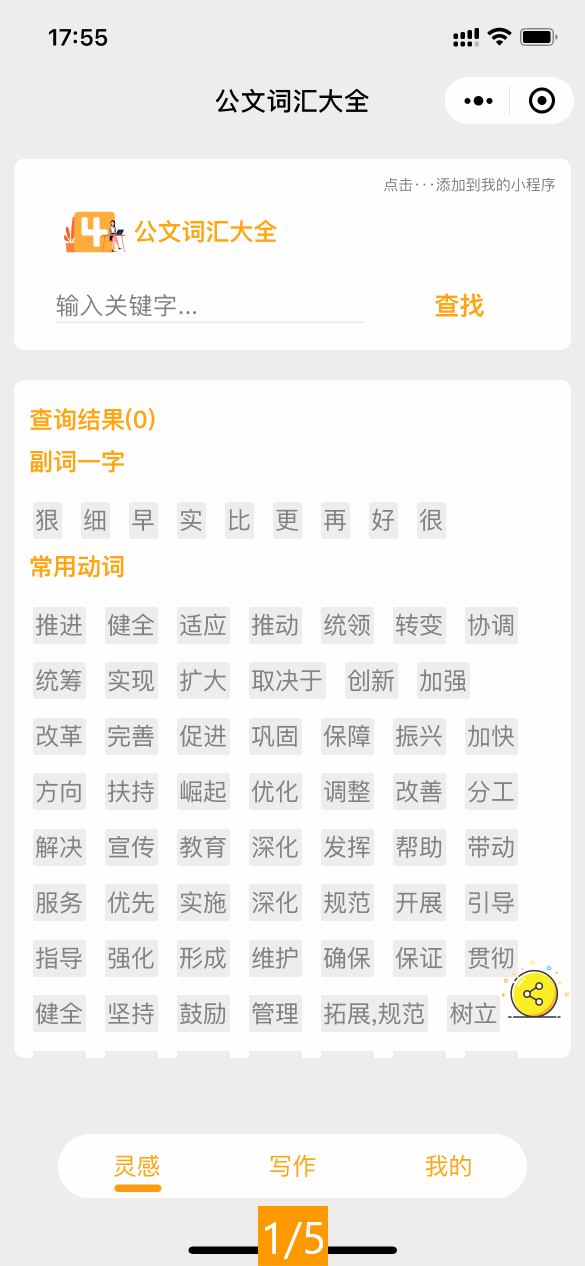 17:55
公文词汇大全
点击···添加到我的小程序
4 公文词汇大全
输入关键字... 查找
查询结果(0)
副词一字
狠 细 早 实 比 更 再 好 很
常用动词
推进 健全 适应 推动 统领 转变 协调
统筹 实现 扩大 取决于 创新 加强
改革 完善 促进 巩固 保障 振兴 加快
方向 扶持 崛起 优化 调整 改善 分工
解决 宣传 教育 深化 发挥 帮助 带动
服务 优先 实施 深化 规范 开展 引导
指导 强化 形成 维护 确保 保证 贯彻
健全 坚持 鼓励 管理 拓展,规范 树立
灵感 写作 我的
1/5